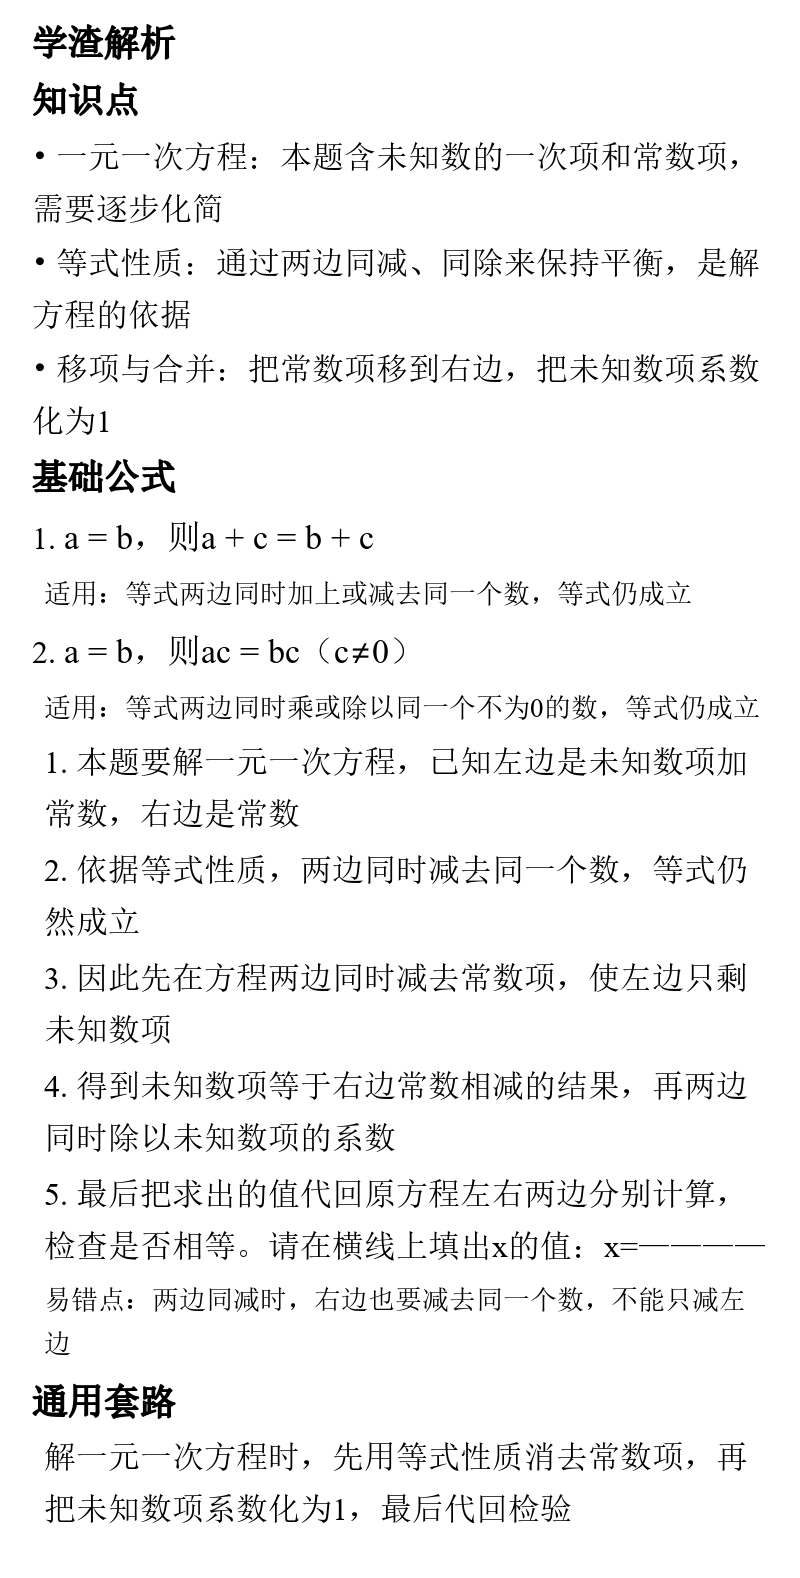 学渣解析
知识点
• 一元一次方程：本题含未知数的一次项和常数项，
需要逐步化简
• 等式性质：通过两边同减、同除来保持平衡，是解
方程的依据
• 移项与合并：把常数项移到右边，把未知数项系数
化为1
基础公式
1. a = b，则a + c = b + c
适用：等式两边同时加上或减去同一个数，等式仍成立
2. a = b，则ac = bc（c≠0）
适用：等式两边同时乘或除以同一个不为0的数，等式仍成立
1. 本题要解一元一次方程，已知左边是未知数项加
常数，右边是常数
2. 依据等式性质，两边同时减去同一个数，等式仍
然成立
3. 因此先在方程两边同时减去常数项，使左边只剩
未知数项
4. 得到未知数项等于右边常数相减的结果，再两边
同时除以未知数项的系数
5. 最后把求出的值代回原方程左右两边分别计算，
检查是否相等。请在横线上填出x的值：x=————
易错点：两边同减时，右边也要减去同一个数，不能只减左
边
通用套路
解一元一次方程时，先用等式性质消去常数项，再
把未知数项系数化为1，最后代回检验